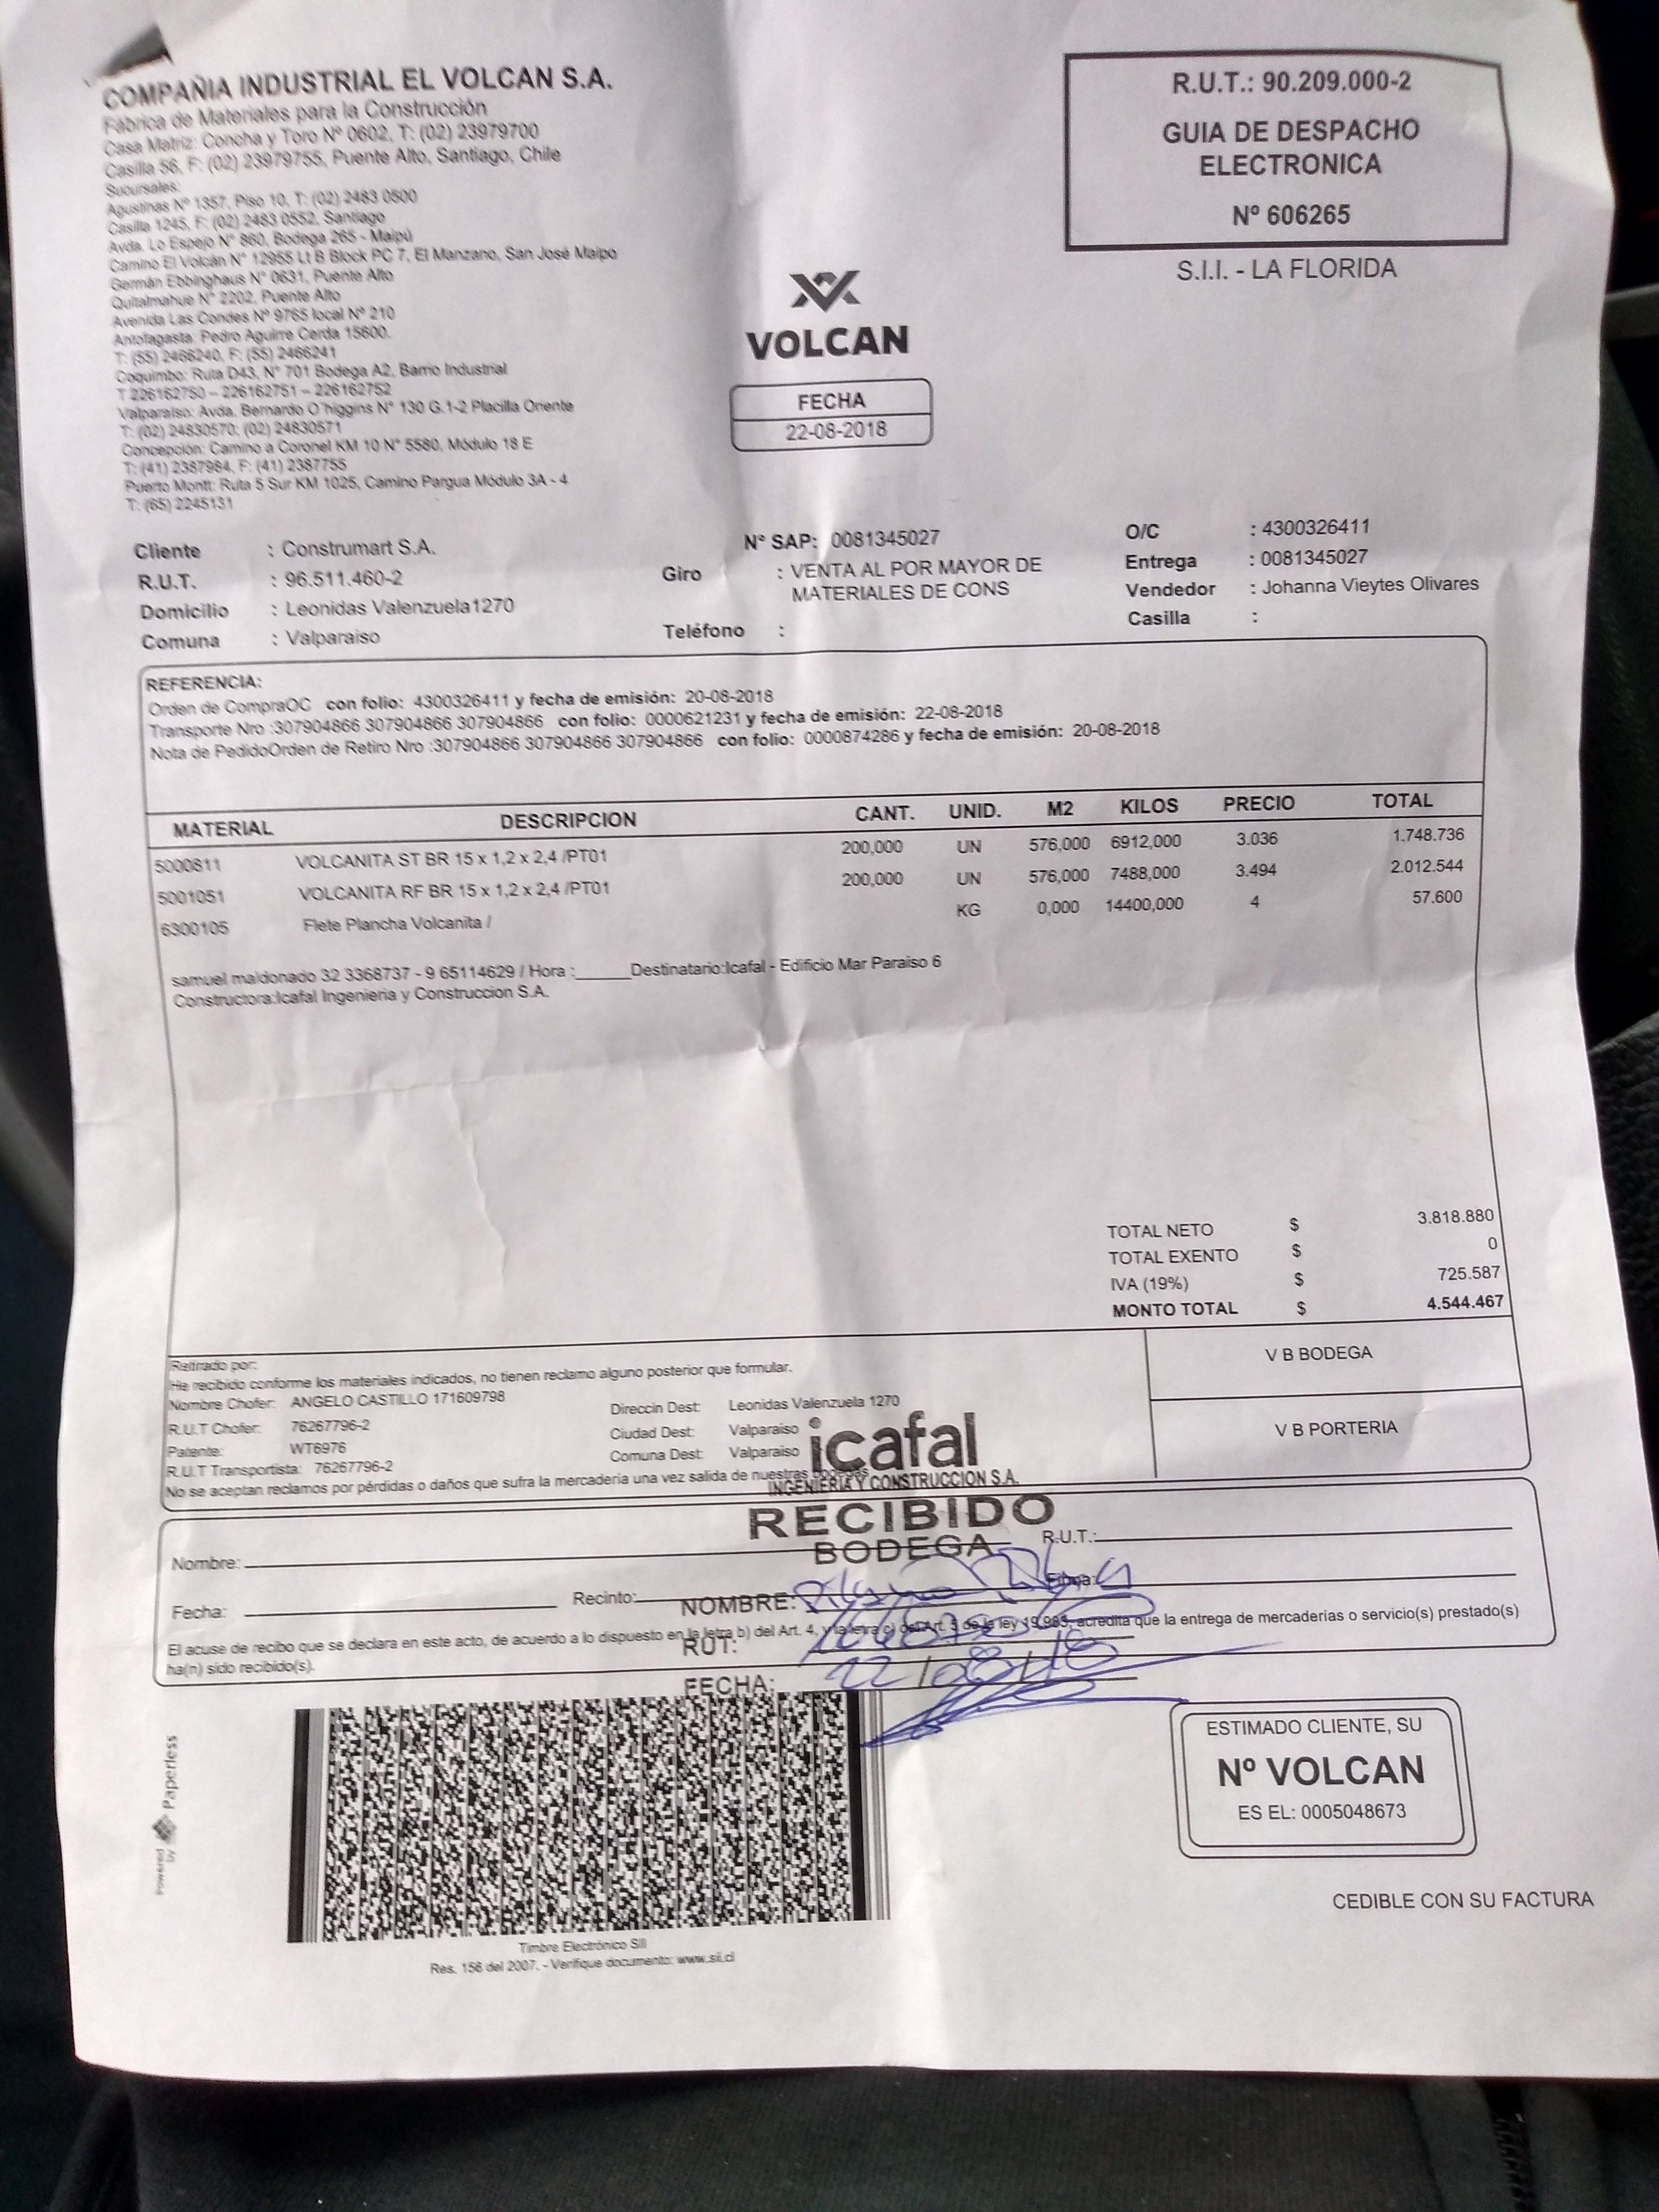 COMPAÑIA INDUSTRIAL EL VOLCAN S.A.
Fábrica de Materiales para la Construcción
Casa Matriz: Concha y Toro Nº 0602, T: (02) 23979700
Casilla 56, F: (02) 23979755, Puente Alto, Santiago, Chile
Sucursales:
Agustinas N° 1357, Piso 10, T: (02) 2483 0500
Casilla 1245, F: (02) 2483 0552, Santiago
Avda. Lo Espejo N° 860, Bodega 265 - Maipú
Camino El Volcán N° 12955 Lt B Block PC 7, El Manzano, San José Maipo
Germán Ebbinghaus N° 0631, Puente Alto
Quitalmahue N° 2202, Puente Alto
Avenida Las Condes Nº 9765 local Nº 210
Antofagasta: Pedro Aguirre Cerda 15600.
T: (55) 2466240, F: (55) 2466241
Coquimbo: Ruta D43, N° 701 Bodega A2, Barrio Industrial
T 226162750 – 226162751 – 226162752
Valparaíso: Avda. Bernardo O'higgins N° 130 G.1-2 Placilla Oriente
T: (02) 24830570; (02) 24830571
Concepción: Camino a Coronel KM 10 N° 5580, Módulo 18 E
T: (41) 2387984, F: (41) 2387755
Puerto Montt: Ruta 5 Sur KM 1025, Camino Pargua Módulo 3A - 4
T: (65) 2245131
VOLCAN
FECHA
22-08-2018
R.U.T.: 90.209.000-2
GUIA DE DESPACHO
ELECTRONICA
Nº 606265
S.I.I. - LA FLORIDA
Cliente : Construmart S.A.
R.U.T. : 96.511.460-2
Domicilio : Leonidas Valenzuela1270
Comuna : Valparaiso
N° SAP: 0081345027
Giro : VENTA AL POR MAYOR DE
MATERIALES DE CONS
Teléfono :
O/C : 4300326411
Entrega : 0081345027
Vendedor : Johanna Vieytes Olivares
Casilla :
REFERENCIA:
Orden de CompraOC con folio: 4300326411 y fecha de emisión: 20-08-2018
Transporte Nro :307904866 307904866 307904866 con folio: 0000621231 y fecha de emisión: 22-08-2018
Nota de PedidoOrden de Retiro Nro :307904866 307904866 307904866 con folio: 0000874286 y fecha de emisión: 20-08-2018
MATERIAL DESCRIPCION CANT. UNID. M2 KILOS PRECIO TOTAL
5000811 VOLCANITA ST BR 15 x 1,2 x 2,4 /PT01 200,000 UN 576,000 6912,000 3.036 1.748.736
5001051 VOLCANITA RF BR 15 x 1,2 x 2,4 /PT01 200,000 UN 576,000 7488,000 3.494 2.012.544
6300105 Flete Plancha Volcanita / KG 0,000 14400,000 4 57.600
samuel maldonado 32 3368737 - 9 65114629 / Hora :______Destinatario:Icafal - Edificio Mar Paraiso 6
Constructora:Icafal Ingenieria y Construccion S.A.
TOTAL NETO $ 3.818.880
TOTAL EXENTO $ 0
IVA (19%) $ 725.587
MONTO TOTAL $ 4.544.467
Retirado por:
He recibido conforme los materiales indicados, no tienen reclamo alguno posterior que formular.
Nombre Chofer: ANGELO CASTILLO 171609798
R.U.T Chofer: 76267796-2
Patente: WT6976
R.U.T Transportista: 76267796-2
Direccin Dest: Leonidas Valenzuela 1270
Ciudad Dest: Valparaiso
Comuna Dest: Valparaiso
No se aceptan reclamos por pérdidas o daños que sufra la mercadería una vez salida de nuestras bodegas
V B BODEGA
V B PORTERIA
icafal
INGENIERIA Y CONSTRUCCION S.A.
RECIBIDO
BODEGA
NOMBRE:
RUT:
FECHA: 22/08/18
Nombre: R.U.T.:
Fecha: Recinto: Firma:
El acuse de recibo que se declara en este acto, de acuerdo a lo dispuesto en la letra b) del Art. 4, y la letra c) del Art. 5 de la ley 19.983, acredita que la entrega de mercaderías o servicio(s) prestado(s)
ha(n) sido recibido(s).
Powered by Paperless
Timbre Electrónico SII
Res. 156 del 2007. - Verifique documento: www.sii.cl
ESTIMADO CLIENTE, SU
Nº VOLCAN
ES EL: 0005048673
CEDIBLE CON SU FACTURA